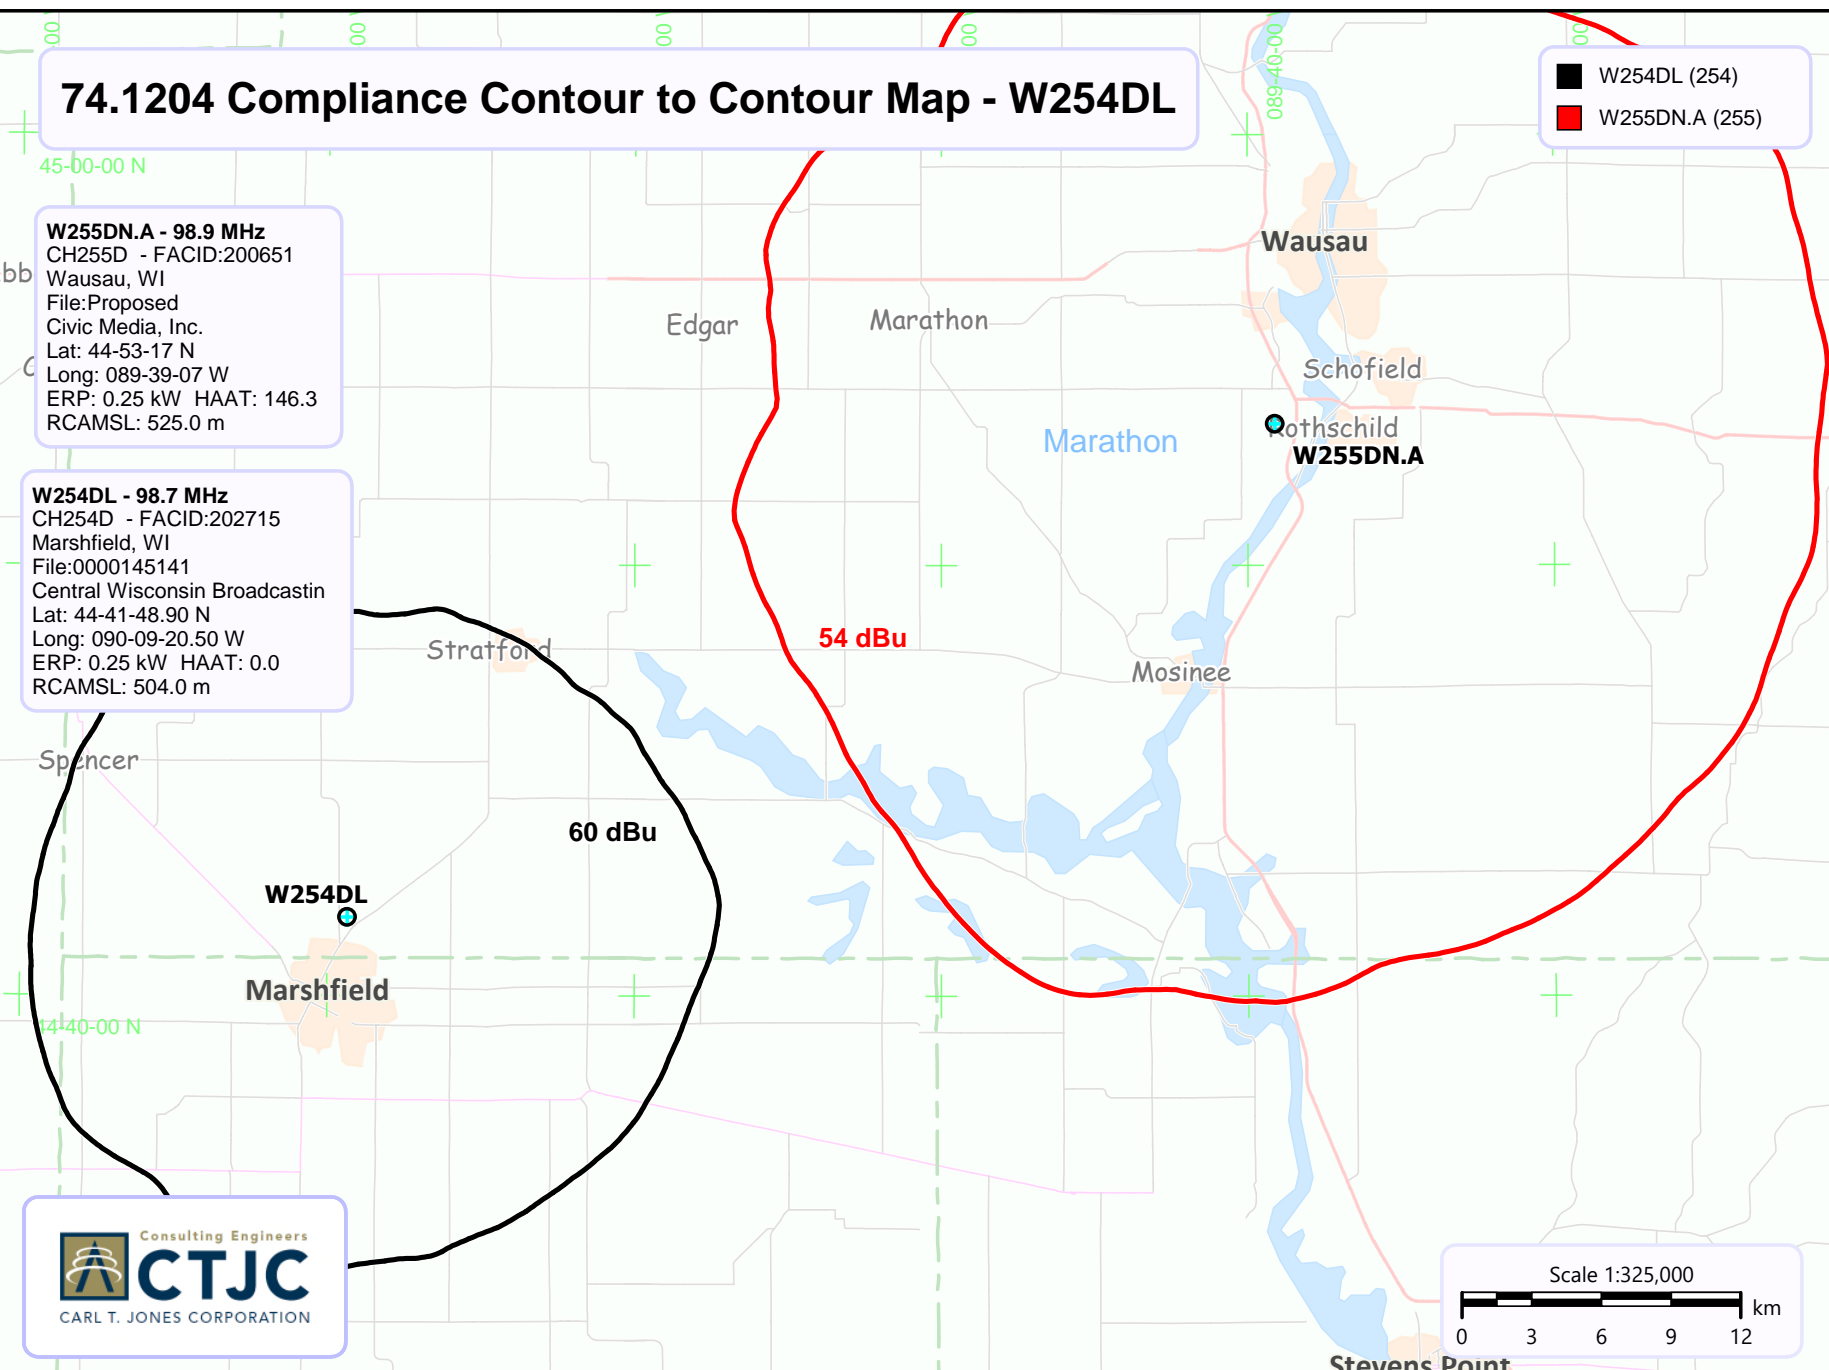 74.1204 Compliance Contour to Contour Map - W254DL
W254DL (254)
W255DN.A (255)
00
00
00
00
089-40-00
00
45-00-00 N
W255DN.A - 98.9 MHz
CH255D - FACID:200651
Wausau, WI
File:Proposed
Civic Media, Inc.
Lat: 44-53-17 N
Long: 089-39-07 W
ERP: 0.25 kW HAAT: 146.3
RCAMSL: 525.0 m
W254DL - 98.7 MHz
CH254D - FACID:202715
Marshfield, WI
File:0000145141
Central Wisconsin Broadcastin
Lat: 44-41-48.90 N
Long: 090-09-20.50 W
ERP: 0.25 kW HAAT: 0.0
RCAMSL: 504.0 m
Wausau
Edgar
Marathon
Schofield
Marathon
Rothschild
W255DN.A
54 dBu
Stratford
Mosinee
Spencer
60 dBu
W254DL
Marshfield
44-40-00 N
Consulting Engineers
CTJC
CARL T. JONES CORPORATION
Scale 1:325,000
km
0 3 6 9 12
Stevens Point